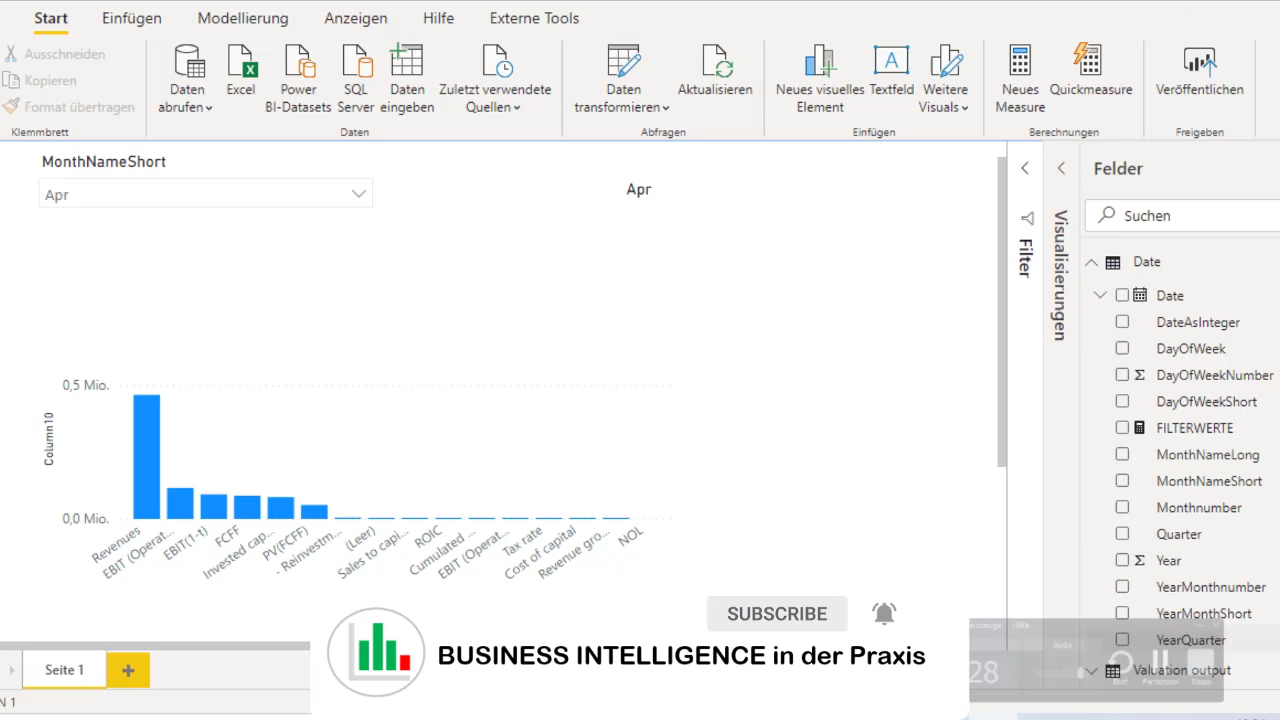 Start Einfügen Modellierung Anzeigen Hilfe Externe Tools
Ausschneiden
Kopieren
Format übertragen
Klemmbrett
Daten abrufen
Excel
Power BI-Datasets
SQL Server
Daten eingeben
Zuletzt verwendete Quellen
Daten
Daten transformieren
Aktualisieren
Abfragen
Neues visuelles Element
Textfeld
Weitere Visuals
Einfügen
Neues Measure
Quickmeasure
Berechnungen
Veröffentlichen
Freigeben
MonthNameShort
Apr
Apr
0,5 Mio.
0,0 Mio.
Column10
Revenues
EBIT (Operat...
EBIT(1-t)
FCFF
Invested cap...
PV(FCFF)
- Reinvestm...
(Leer)
Sales to capi...
ROIC
Cumulated ...
EBIT (Operat...
Tax rate
Cost of capital
Revenue gro...
NOL
Filter
Visualisierungen
Felder
Suchen
Date
Date
DateAsInteger
DayOfWeek
DayOfWeekNumber
DayOfWeekShort
FILTERWERTE
MonthNameLong
MonthNameShort
Monthnumber
Quarter
Year
YearMonthnumber
YearMonthShort
YearQuarter
Valuation output
28
SUBSCRIBE
BUSINESS INTELLIGENCE in der Praxis
Seite 1
N 1